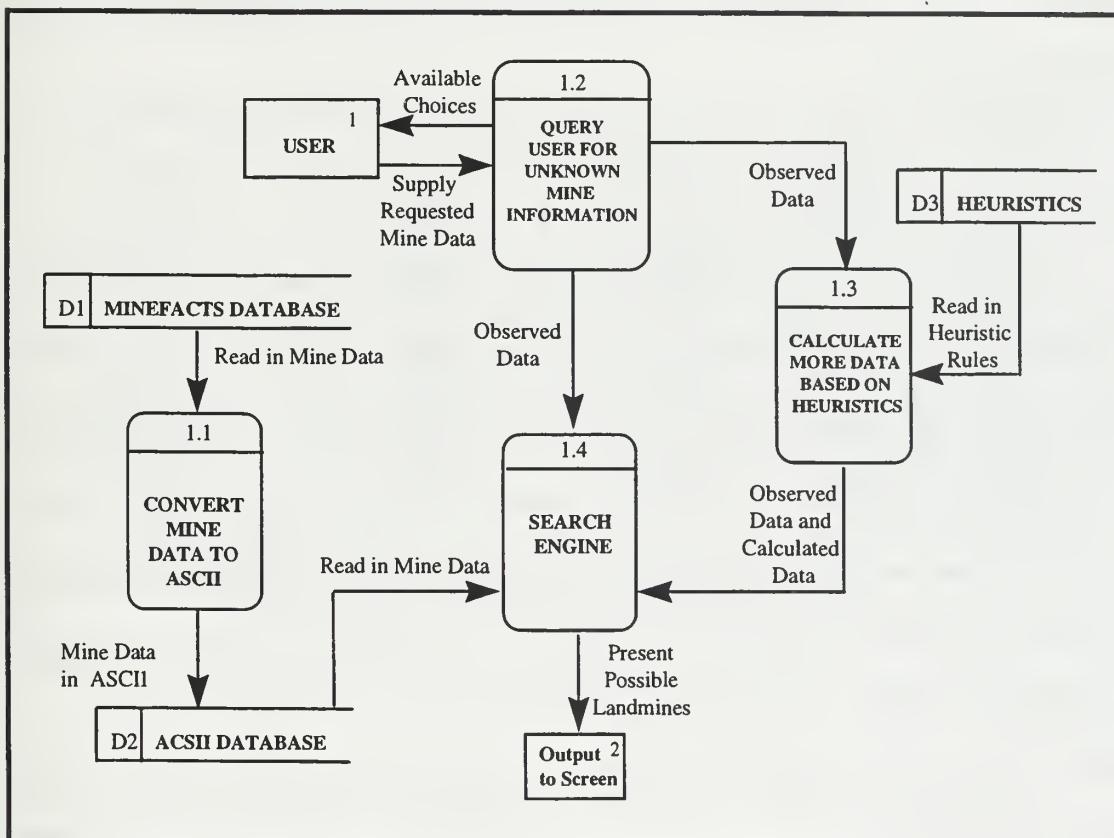 Available
Choices
1
USER
Supply
Requested
Mine Data
1.2
QUERY
USER FOR
UNKNOWN
MINE
INFORMATION
Observed
Data
D3 HEURISTICS
D1 MINEFACTS DATABASE
Read in Mine Data
Observed
Data
1.3
CALCULATE
MORE DATA
BASED ON
HEURISTICS
Read in
Heuristic
Rules
1.1
CONVERT
MINE
DATA TO
ASCII
1.4
SEARCH
ENGINE
Observed
Data and
Calculated
Data
Read in Mine Data
Mine Data
in ASCI1
Present
Possible
Landmines
D2 ACSII DATABASE
Output 2
to Screen